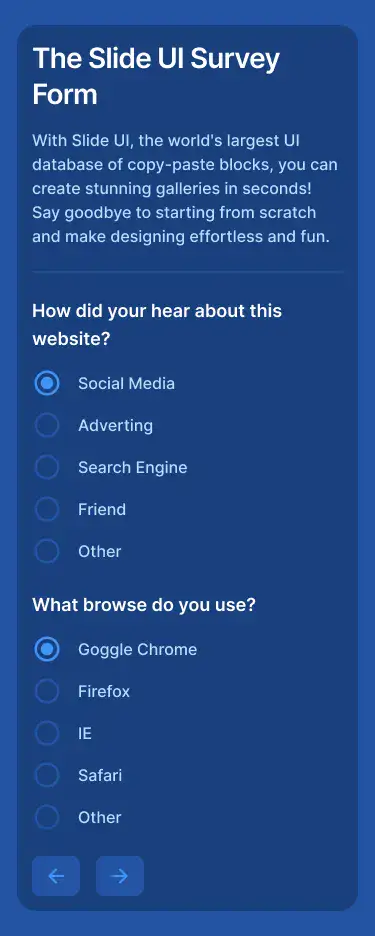 The Slide UI Survey
Form
With Slide UI, the world's largest UI
database of copy-paste blocks, you can
create stunning galleries in seconds!
Say goodbye to starting from scratch
and make designing effortless and fun.
How did your hear about this
website?
Social Media
Adverting
Search Engine
Friend
Other
What browse do you use?
Goggle Chrome
Firefox
IE
Safari
Other